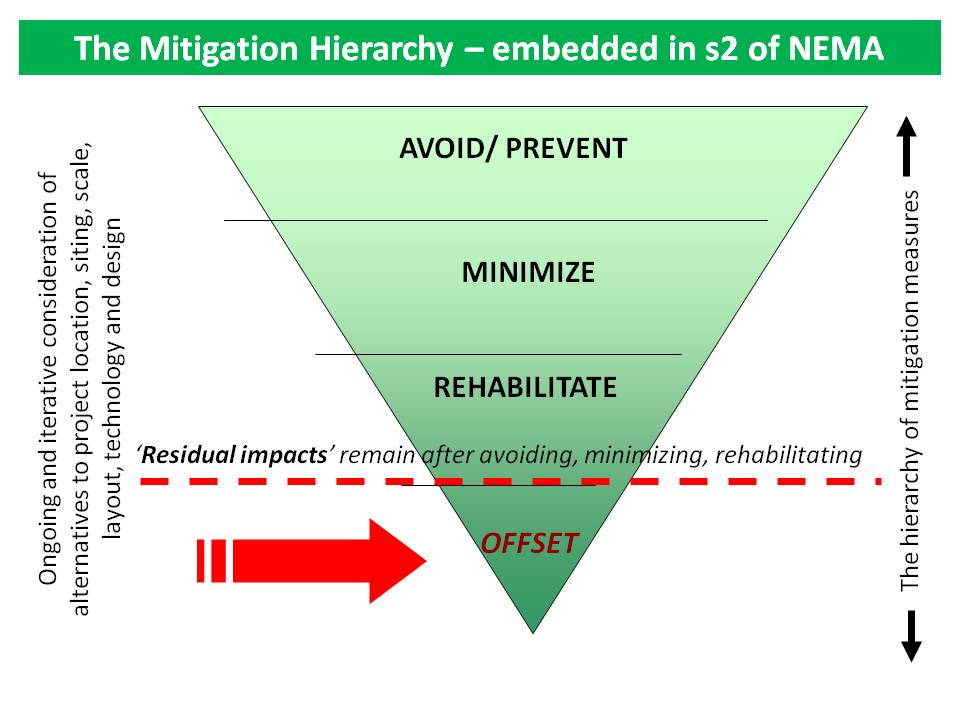 The Mitigation Hierarchy – embedded in s2 of NEMA
Ongoing and iterative consideration of
alternatives to project location, siting, scale,
layout, technology and design
AVOID/ PREVENT
MINIMIZE
REHABILITATE
‘Residual impacts’ remain after avoiding, minimizing, rehabilitating
OFFSET
The hierarchy of mitigation measures